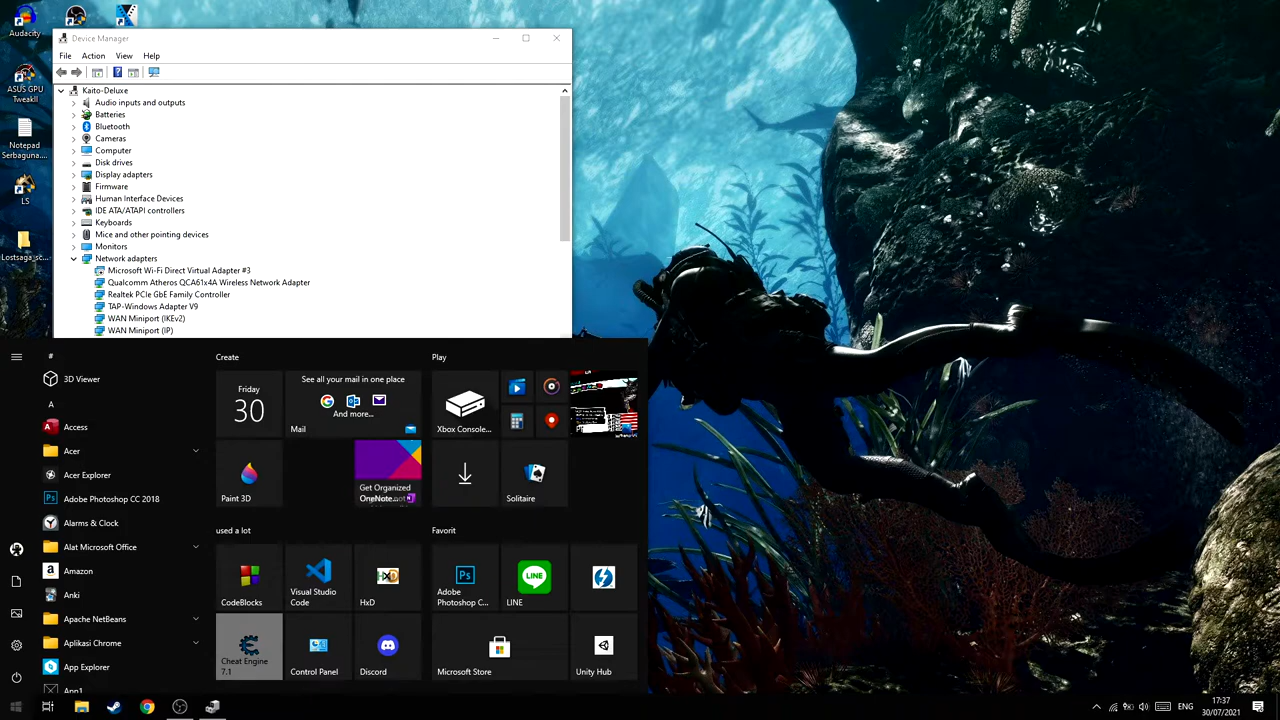 Audacity
ASUS GPU
TweakII
Notepad
Serbaguna....
LS
Lostsaga_sc...
Device Manager
File Action View Help
Kaito-Deluxe
Audio inputs and outputs
Batteries
Bluetooth
Cameras
Computer
Disk drives
Display adapters
Firmware
Human Interface Devices
IDE ATA/ATAPI controllers
Keyboards
Mice and other pointing devices
Monitors
Network adapters
Microsoft Wi-Fi Direct Virtual Adapter #3
Qualcomm Atheros QCA61x4A Wireless Network Adapter
Realtek PCIe GbE Family Controller
TAP-Windows Adapter V9
WAN Miniport (IKEv2)
WAN Miniport (IP)
#
3D Viewer
A
Access
Acer
Acer Explorer
Adobe Photoshop CC 2018
Alarms & Clock
Alat Microsoft Office
Amazon
Anki
Apache NetBeans
Aplikasi Chrome
App Explorer
App1
Create
Friday
30
See all your mail in one place
And more...
Mail
Paint 3D
Get Organized
Play
Xbox Console...
Solitaire
used a lot
CodeBlocks
Visual Studio
Code
HxD
Cheat Engine
7.1
Control Panel
Discord
Favorit
Adobe
Photoshop C...
LINE
LINE
Microsoft Store
Unity Hub
ENG
17:37
30/07/2021